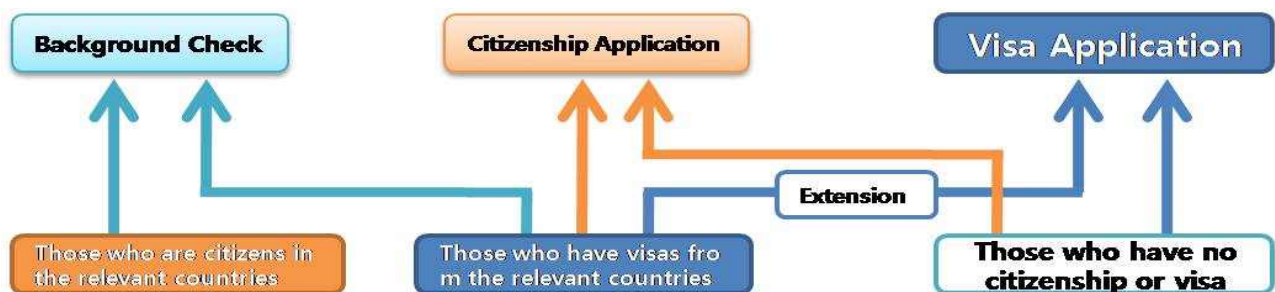 Background Check
Citizenship Application
Visa Application
Extension
Those who are citizens in
the relevant countries
Those who have visas fro
m the relevant countries
Those who have no
citizenship or visa